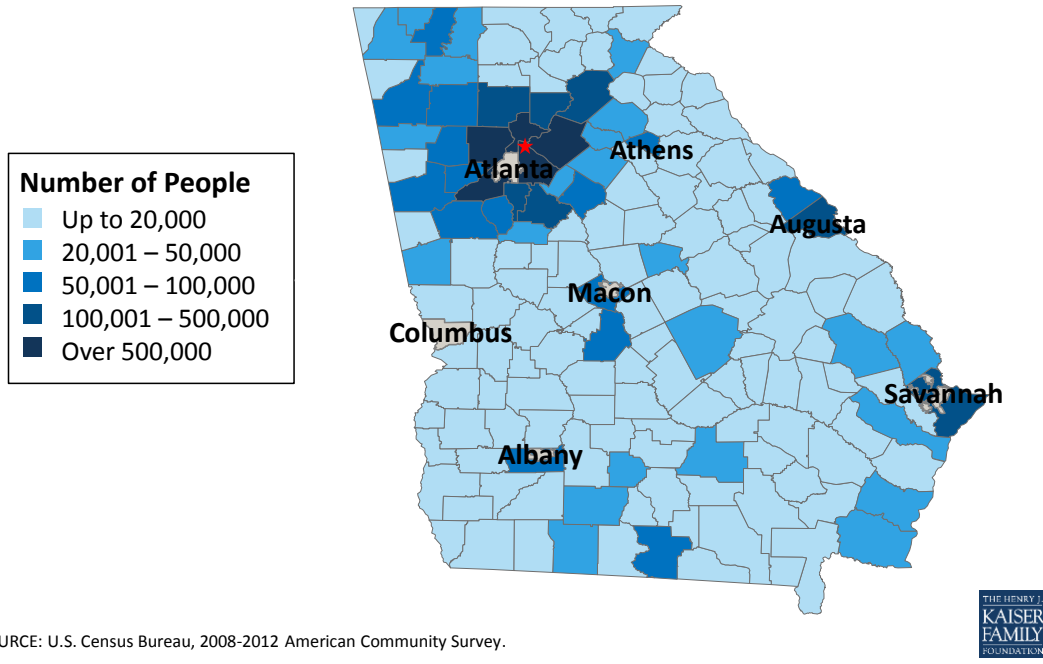 Number of People
Up to 20,000
20,001 – 50,000
50,001 – 100,000
100,001 – 500,000
Over 500,000
Athens
Atlanta
Augusta
Macon
Columbus
Savannah
Albany
URCE: U.S. Census Bureau, 2008-2012 American Community Survey.
THE HENRY J.
KAISER
FAMILY
FOUNDATION